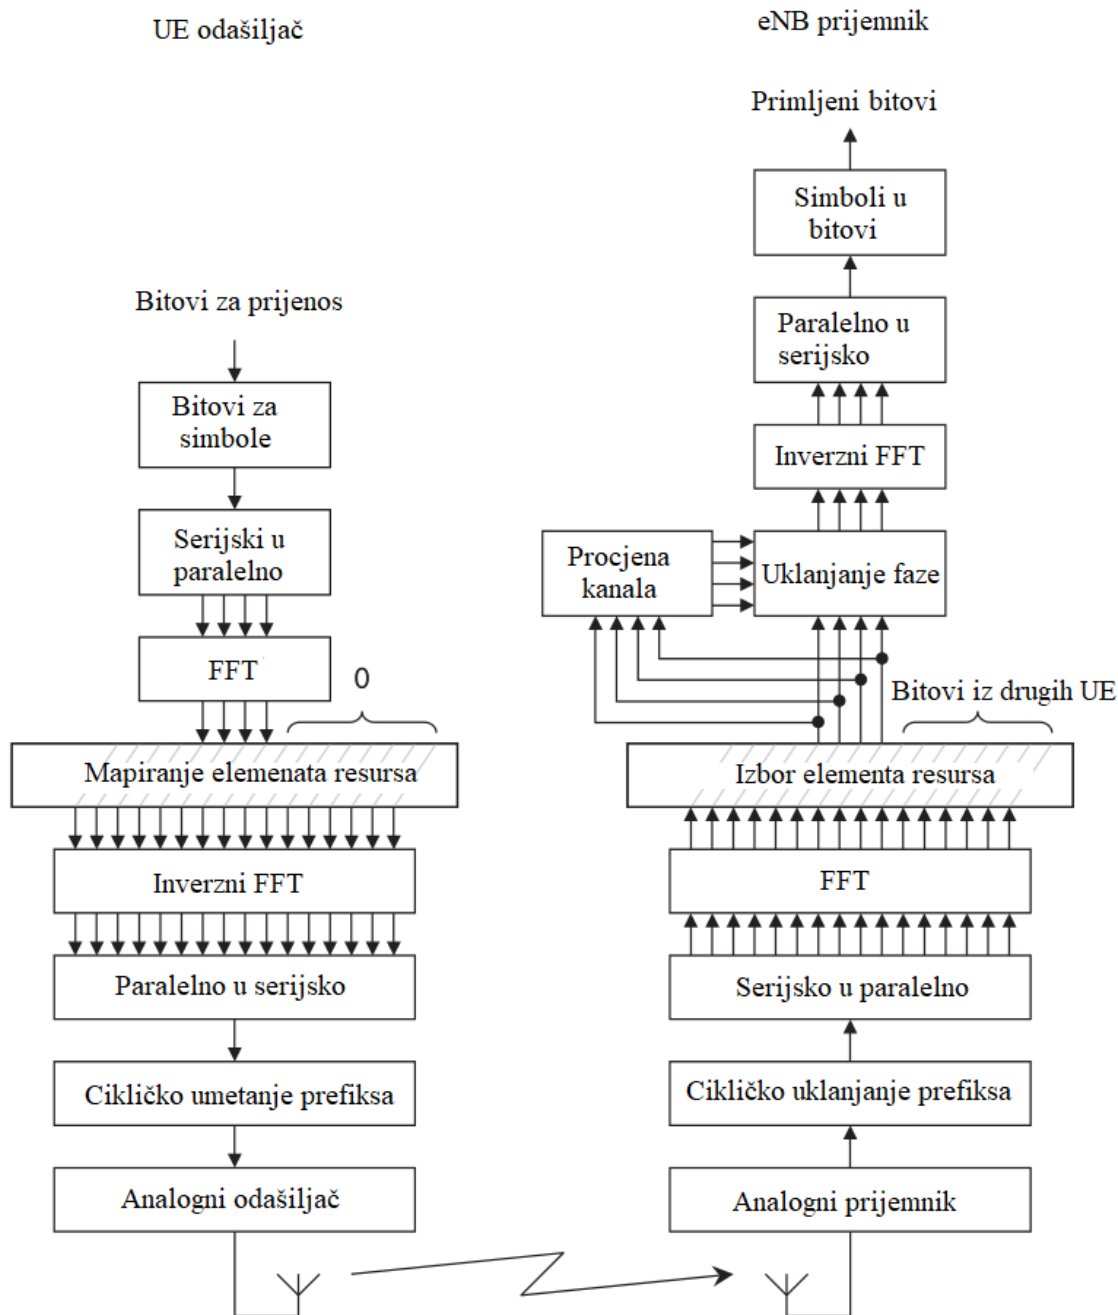 UE odašiljač
Bitovi za prijenos
Bitovi za
simbole
Serijski u
paralelno
FFT
0
Mapiranje elemenata resursa
Inverzni FFT
Paralelno u serijsko
Cikličko umetanje prefiksa
Analogni odašiljač
eNB prijemnik
Primljeni bitovi
Simboli u
bitovi
Paralelno u
serijsko
Inverzni FFT
Procjena
kanala
Uklanjanje faze
Bitovi iz drugih UE
Izbor elementa resursa
FFT
Serijsko u paralelno
Cikličko uklanjanje prefiksa
Analogni prijemnik